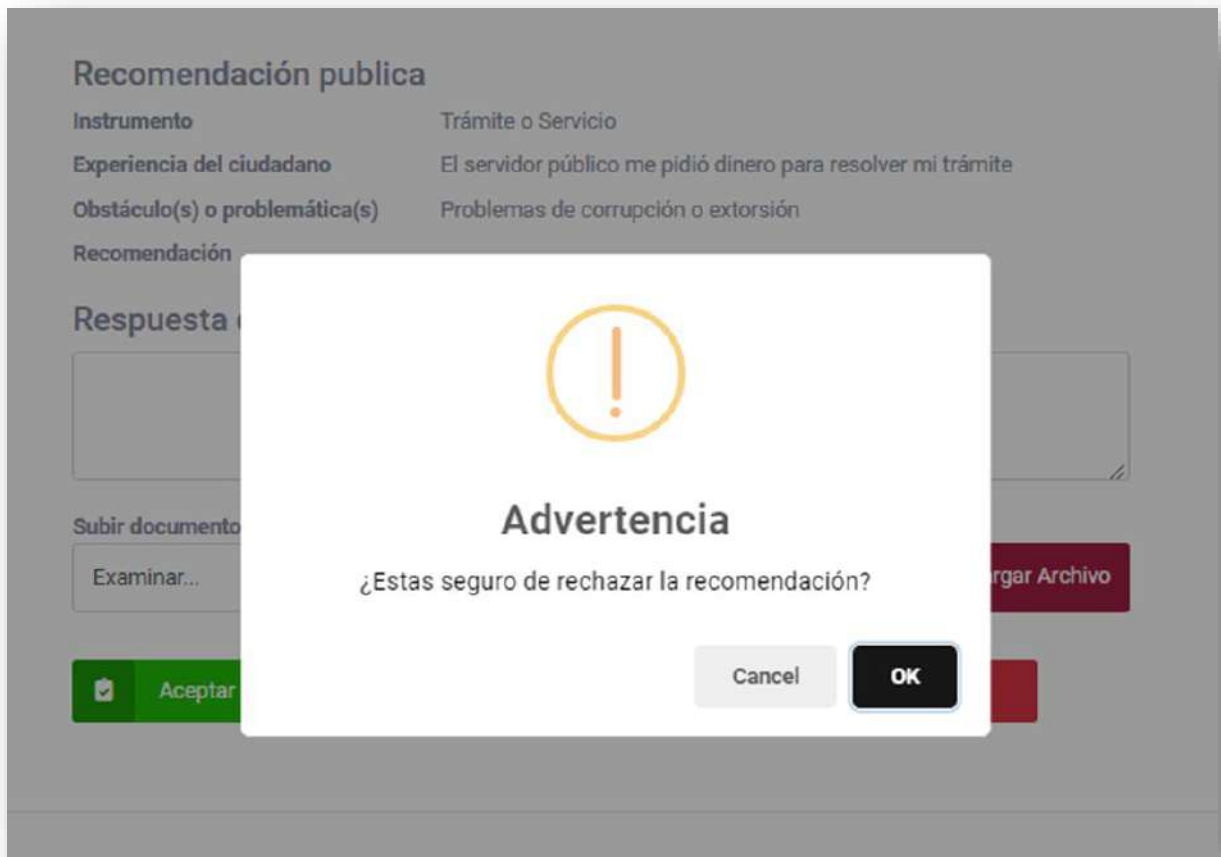 Recomendación publica
Instrumento Trámite o Servicio
Experiencia del ciudadano El servidor público me pidió dinero para resolver mi trámite
Obstáculo(s) o problemática(s) Problemas de corrupción o extorsión
Recomendación
Respuesta
Advertencia
Subir documento
¿Estas seguro de rechazar la recomendación?
Examinar...
rgar Archivo
Cancel OK
Aceptar